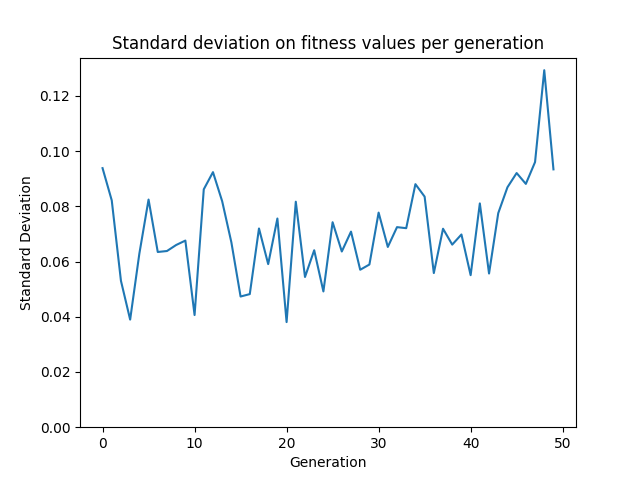 Standard deviation on fitness values per generation
Standard Deviation
0.12
0.10
0.08
0.06
0.04
0.02
0.00
0 10 20 30 40 50
Generation